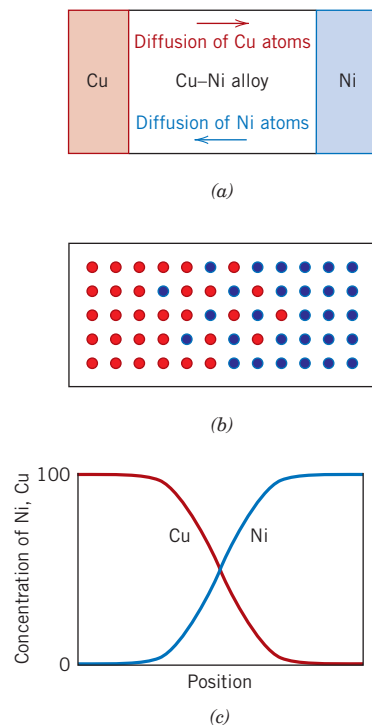 Diffusion of Cu atoms
Cu
Cu–Ni alloy
Ni
Diffusion of Ni atoms
(a)
(b)
Concentration of Ni, Cu
100
Cu
Ni
0
Position
(c)